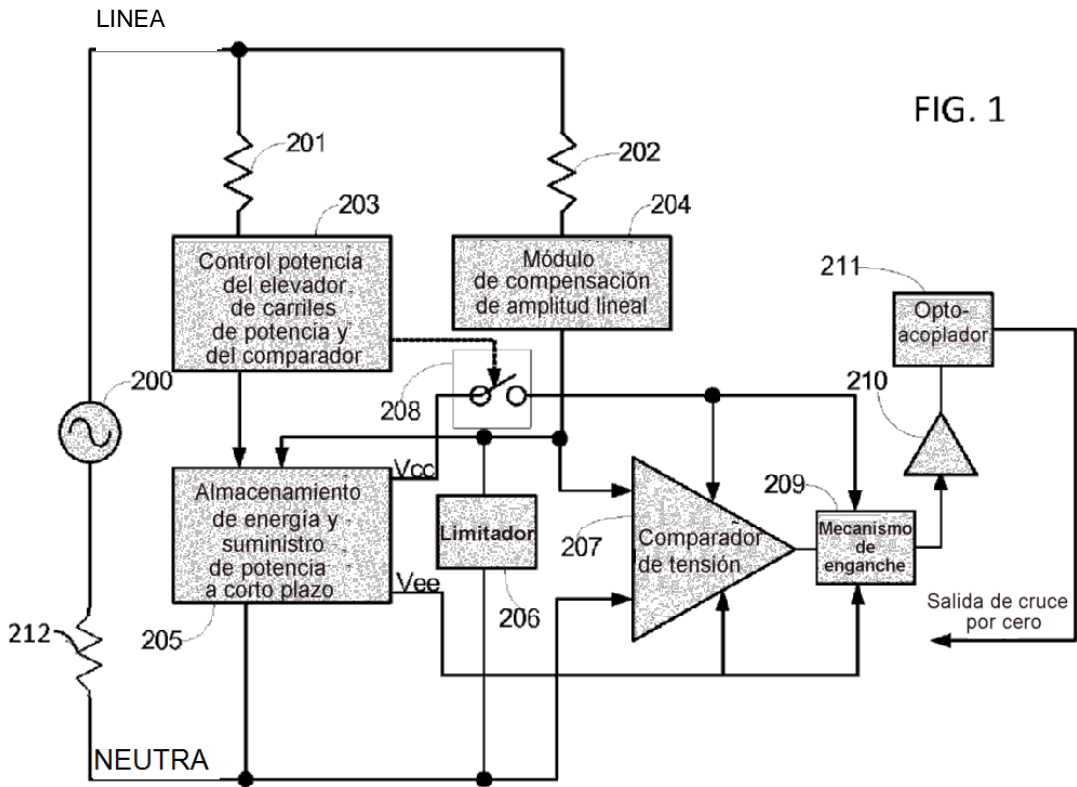 LINEA
FIG. 1
201
202
203
204
Control potencia
del elevador
de carriles
de potencia y
del comparador
Módulo
de compensación
de amplitud lineal
211
Opto-
acoplador
200
208
210
Vcc
Almacenamiento
de energía y
suministro
de potencia
a corto plazo
Limitador
207
Comparador
de tensión
209
Mecanismo
de
enganche
Vee
212
205
206
Salida de cruce
por cero
NEUTRA